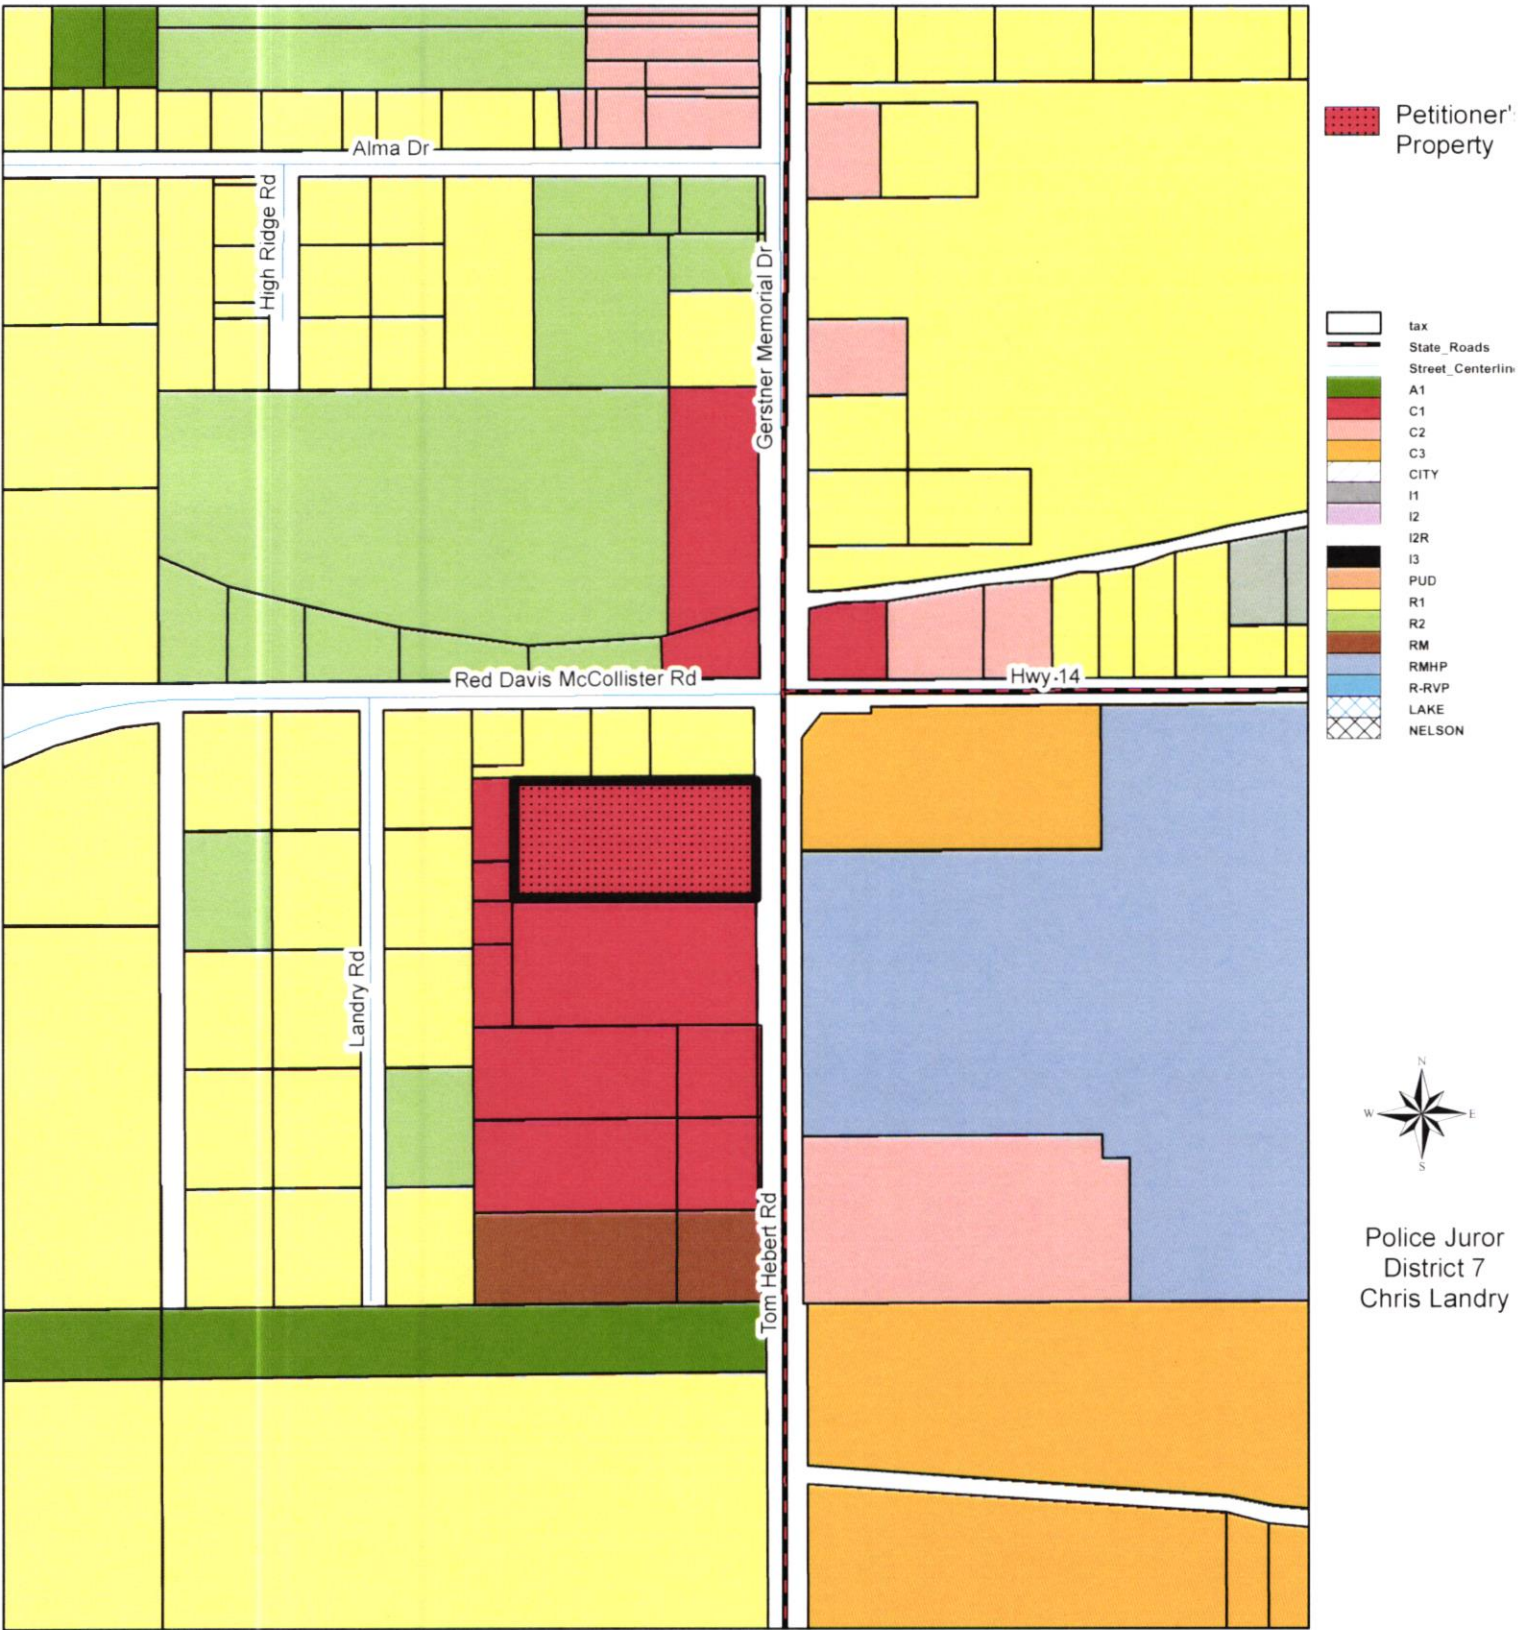 Alma Dr
High Ridge Rd
Gerstner Memorial Dr
Red Davis McCollister Rd
Hwy 14
Landry Rd
Tom Hebert Rd
Petitioner's
Property
tax
State_Roads
Street_Centerlin
A1
C1
C2
C3
CITY
I1
I2
I2R
I3
PUD
R1
R2
RM
RMHP
R-RVP
LAKE
NELSON
N
W E
S
Police Juror
District 7
Chris Landry